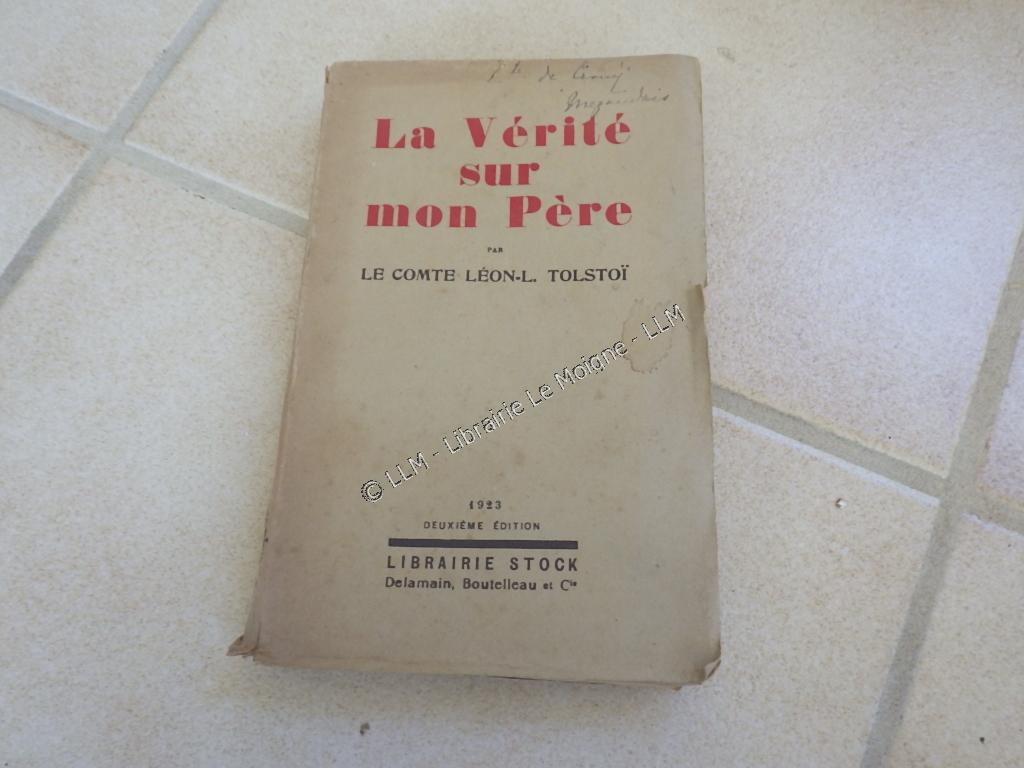 de
La Vérité
sur
mon Père
PAR
LE COMTE LÉON-L. TOLSTOÏ
© LLM - Librairie Le Moigne - LLM
1923
DEUXIÈME ÉDITION
LIBRAIRIE STOCK
Delamain, Boutelleau et Cie